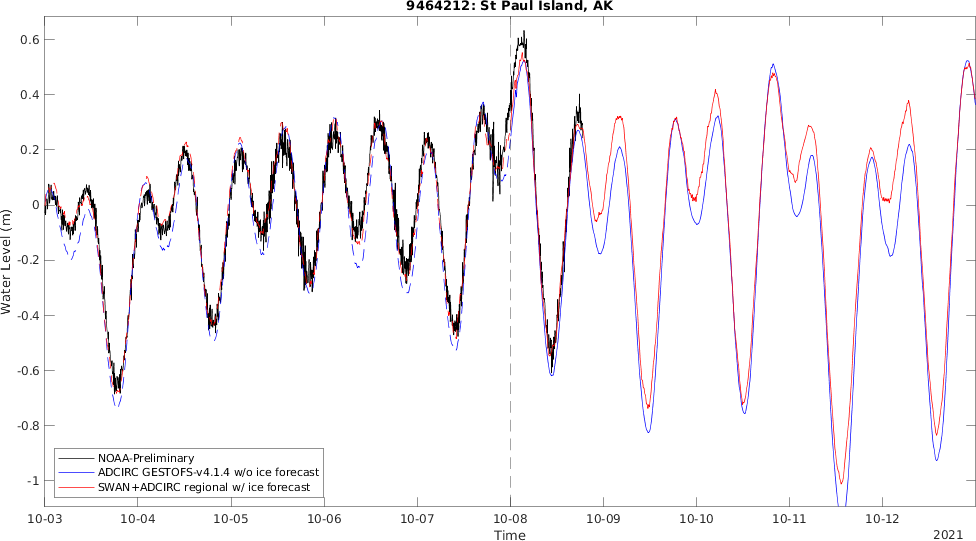 9464212: St Paul Island, AK
Water Level (m)
0.6
0.4
0.2
0
-0.2
-0.4
-0.6
-0.8
-1
NOAA-Preliminary
ADCIRC GESTOFS-v4.1.4 w/o ice forecast
SWAN+ADCIRC regional w/ ice forecast
10-03 10-04 10-05 10-06 10-07 10-08 10-09 10-10 10-11 10-12
Time
2021